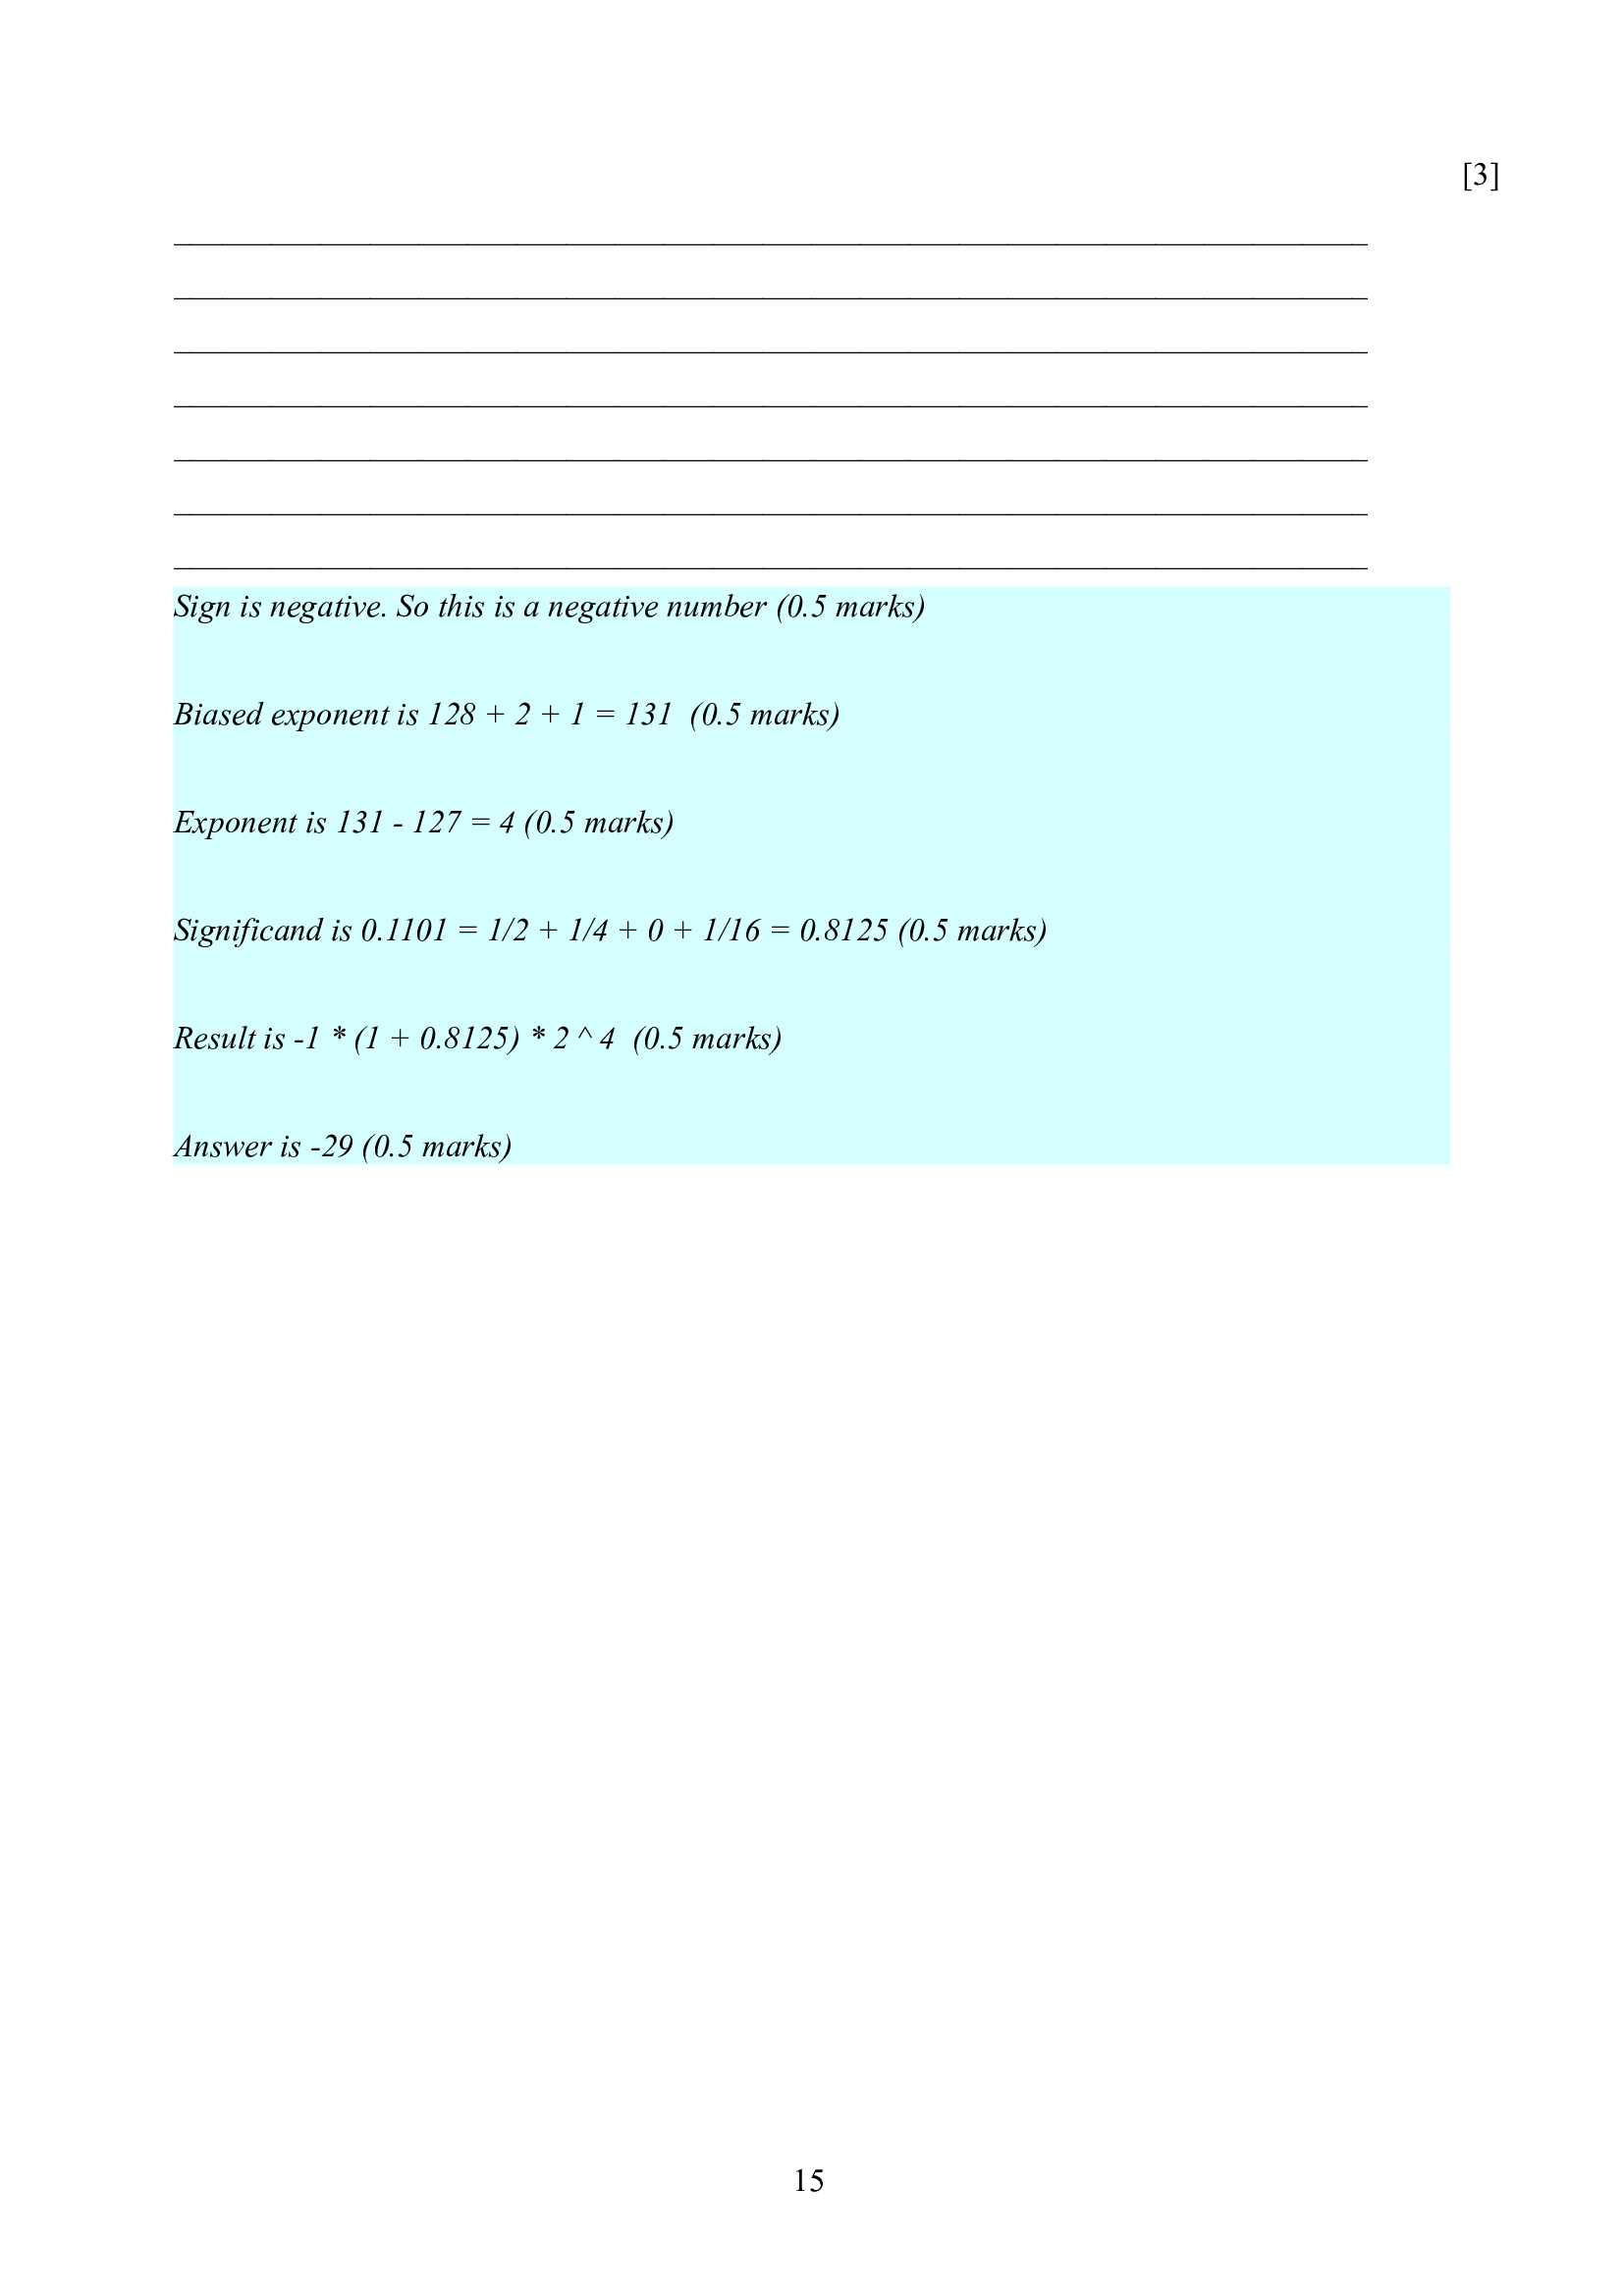 [3]
Sign is negative. So this is a negative number (0.5 marks)
Biased exponent is 128 + 2 + 1 = 131 (0.5 marks)
Exponent is 131 - 127 = 4 (0.5 marks)
Significand is 0.1101 = 1/2 + 1/4 + 0 + 1/16 = 0.8125 (0.5 marks)
Result is -1 * (1 + 0.8125) * 2 ^ 4 (0.5 marks)
Answer is -29 (0.5 marks)
15